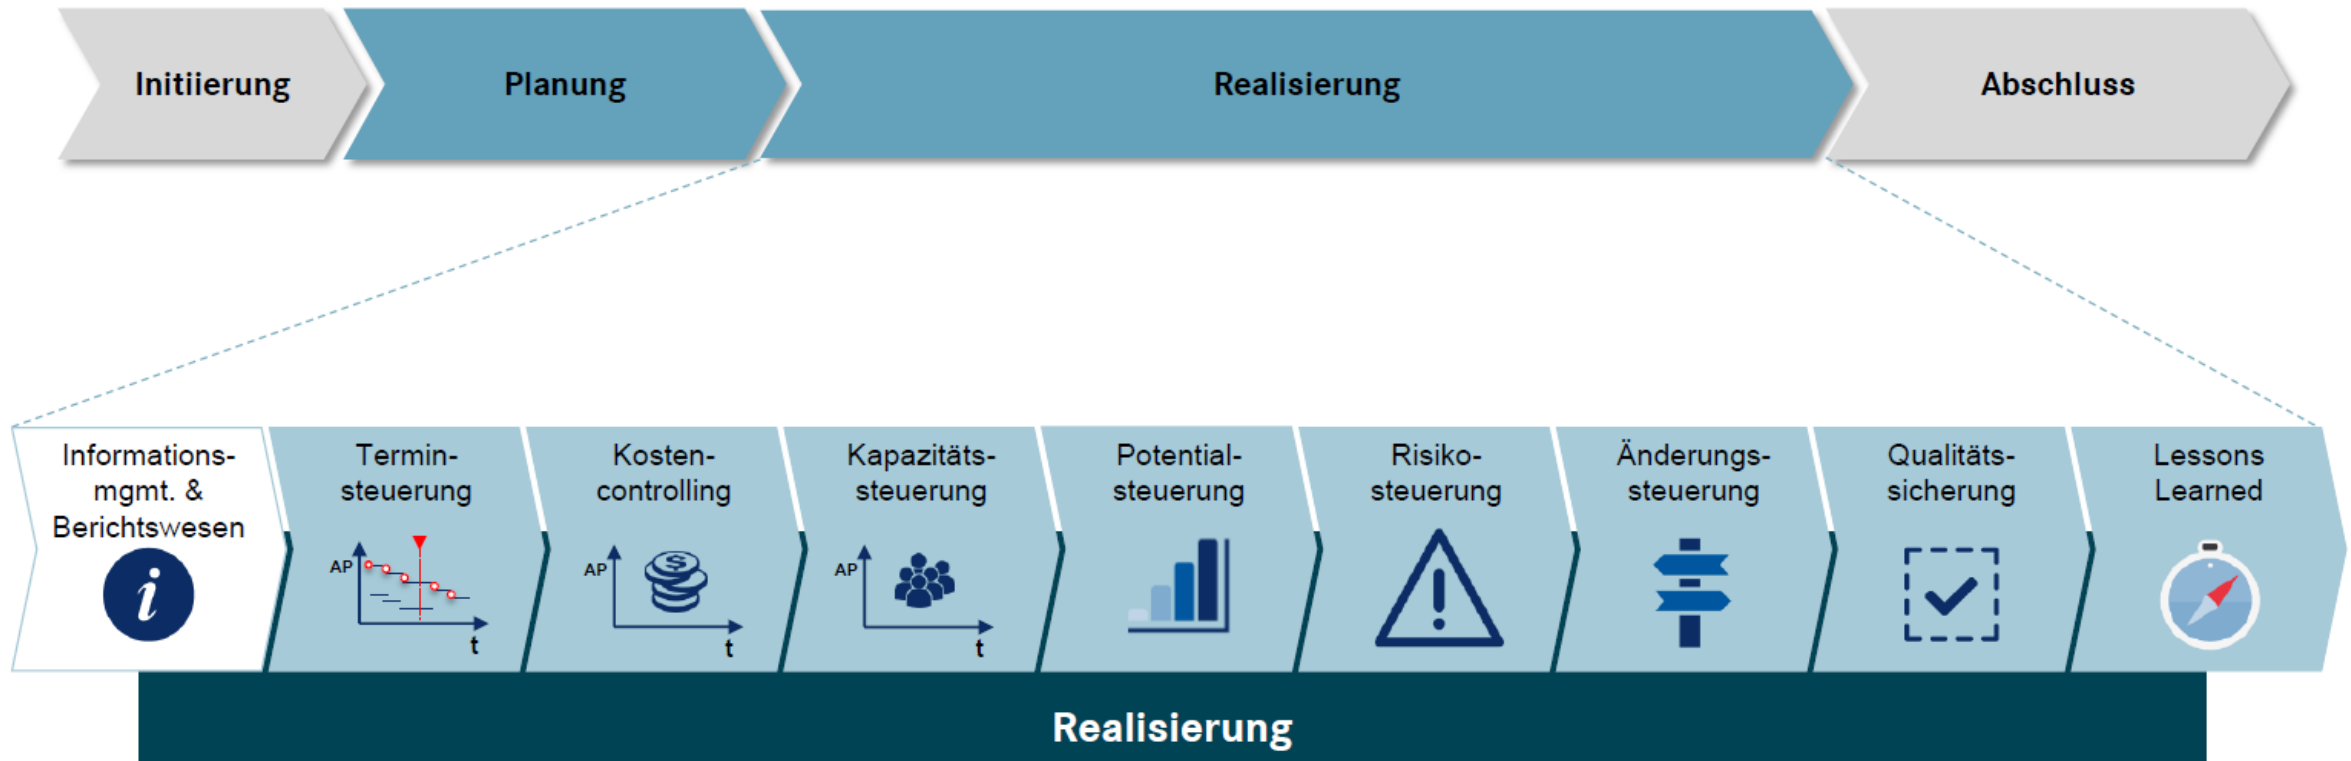 Initiierung
Planung
Realisierung
Abschluss
Informations-
mgmt. &
Berichtswesen
i
Termin-
steuerung
AP
t
Kosten-
controlling
AP
$
t
Kapazitäts-
steuerung
AP
t
Potential-
steuerung
Risiko-
steuerung
!
Änderungs-
steuerung
Qualitäts-
sicherung
Lessons
Learned
Realisierung